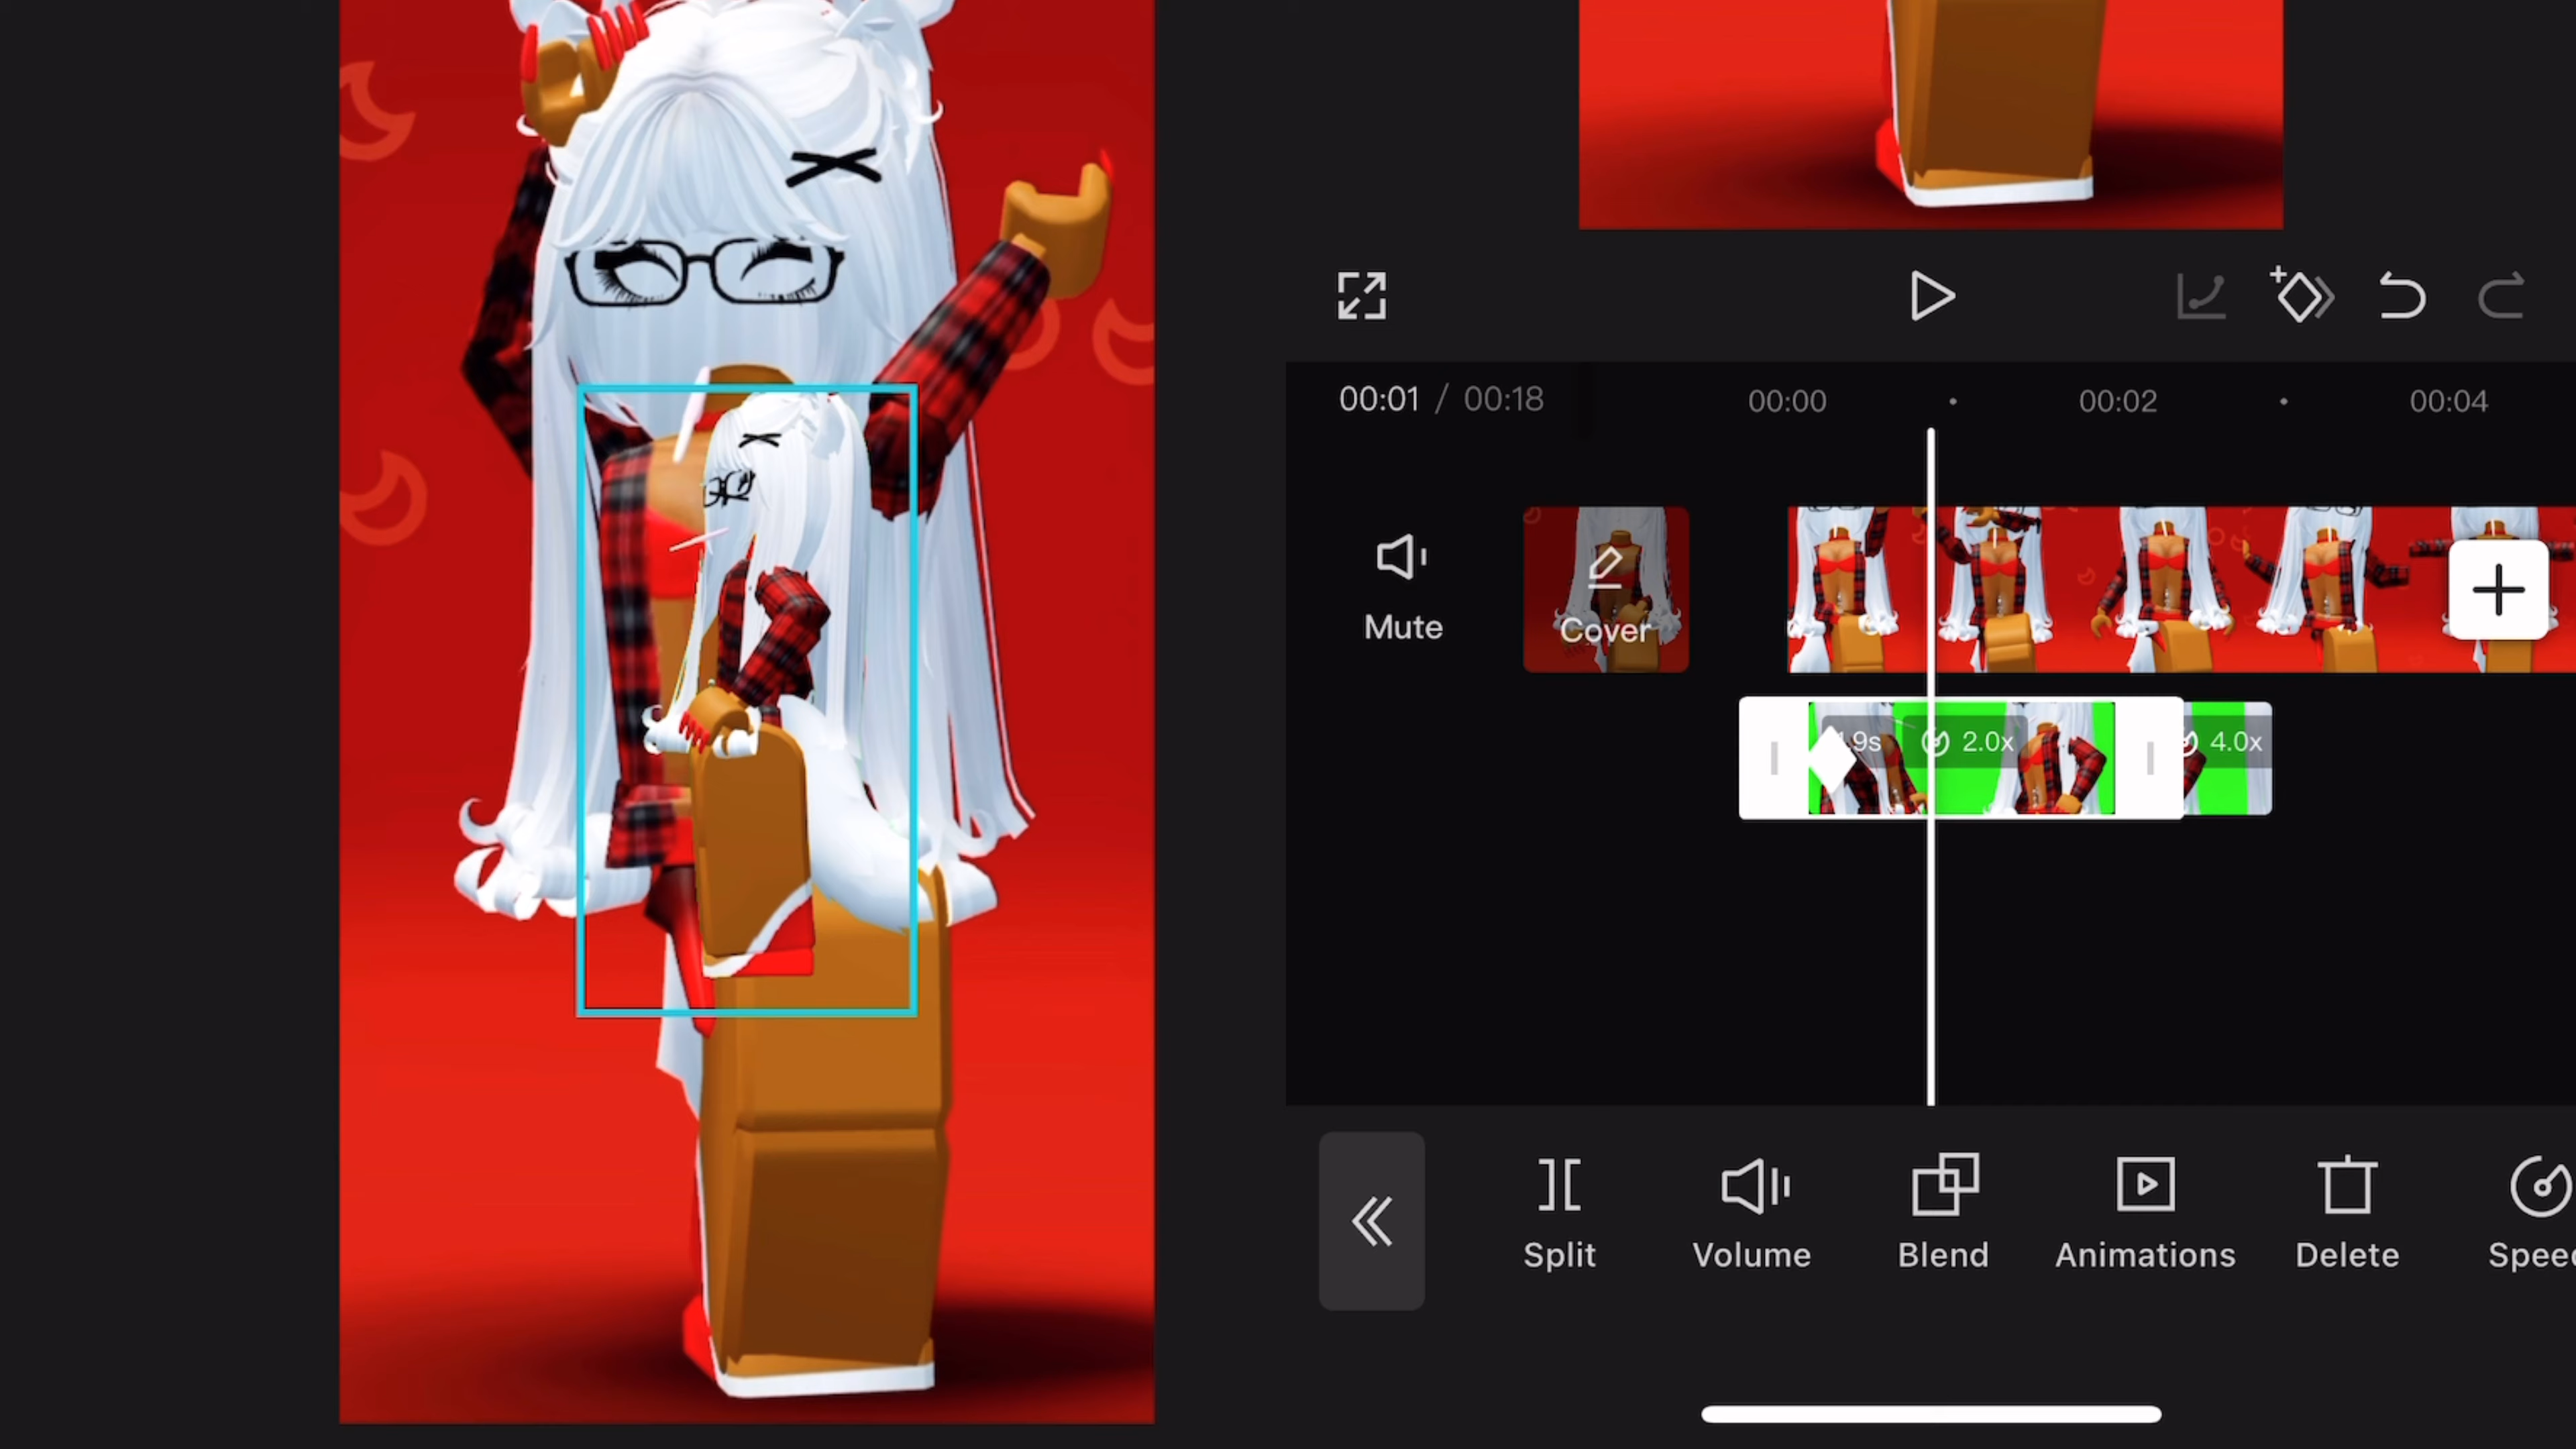 00:01 / 00:18
00:00
00:02
00:04
Mute
Cover
.9s
2.0x
4.0x
Split
Volume
Blend
Animations
Delete